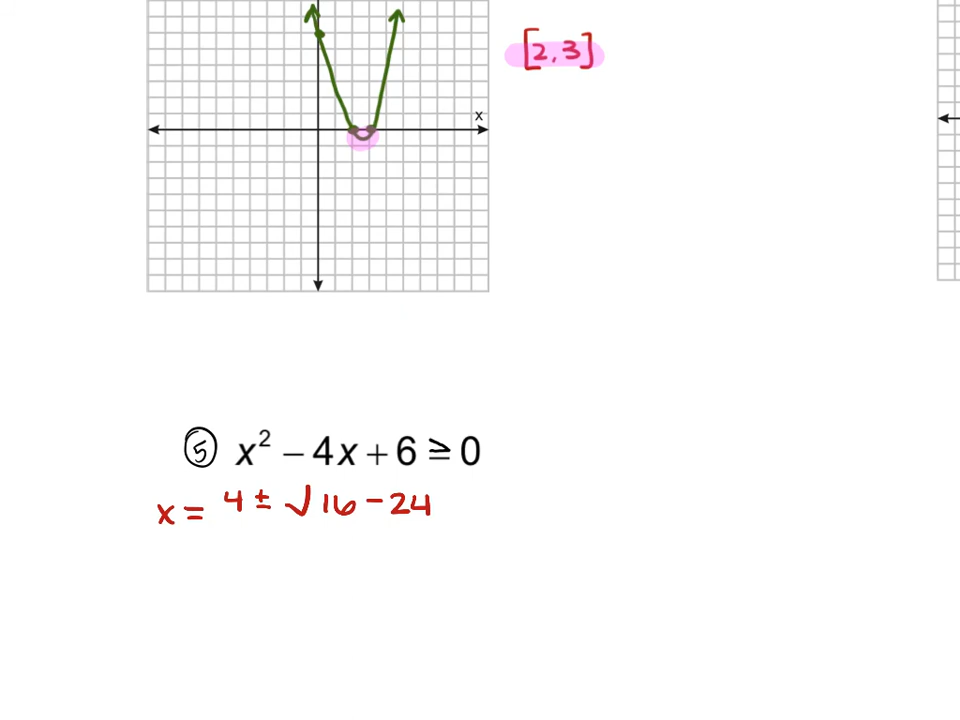 [2, 3]
x
⑤ x² – 4x + 6 ≥ 0
x = 4 ± √16 – 24